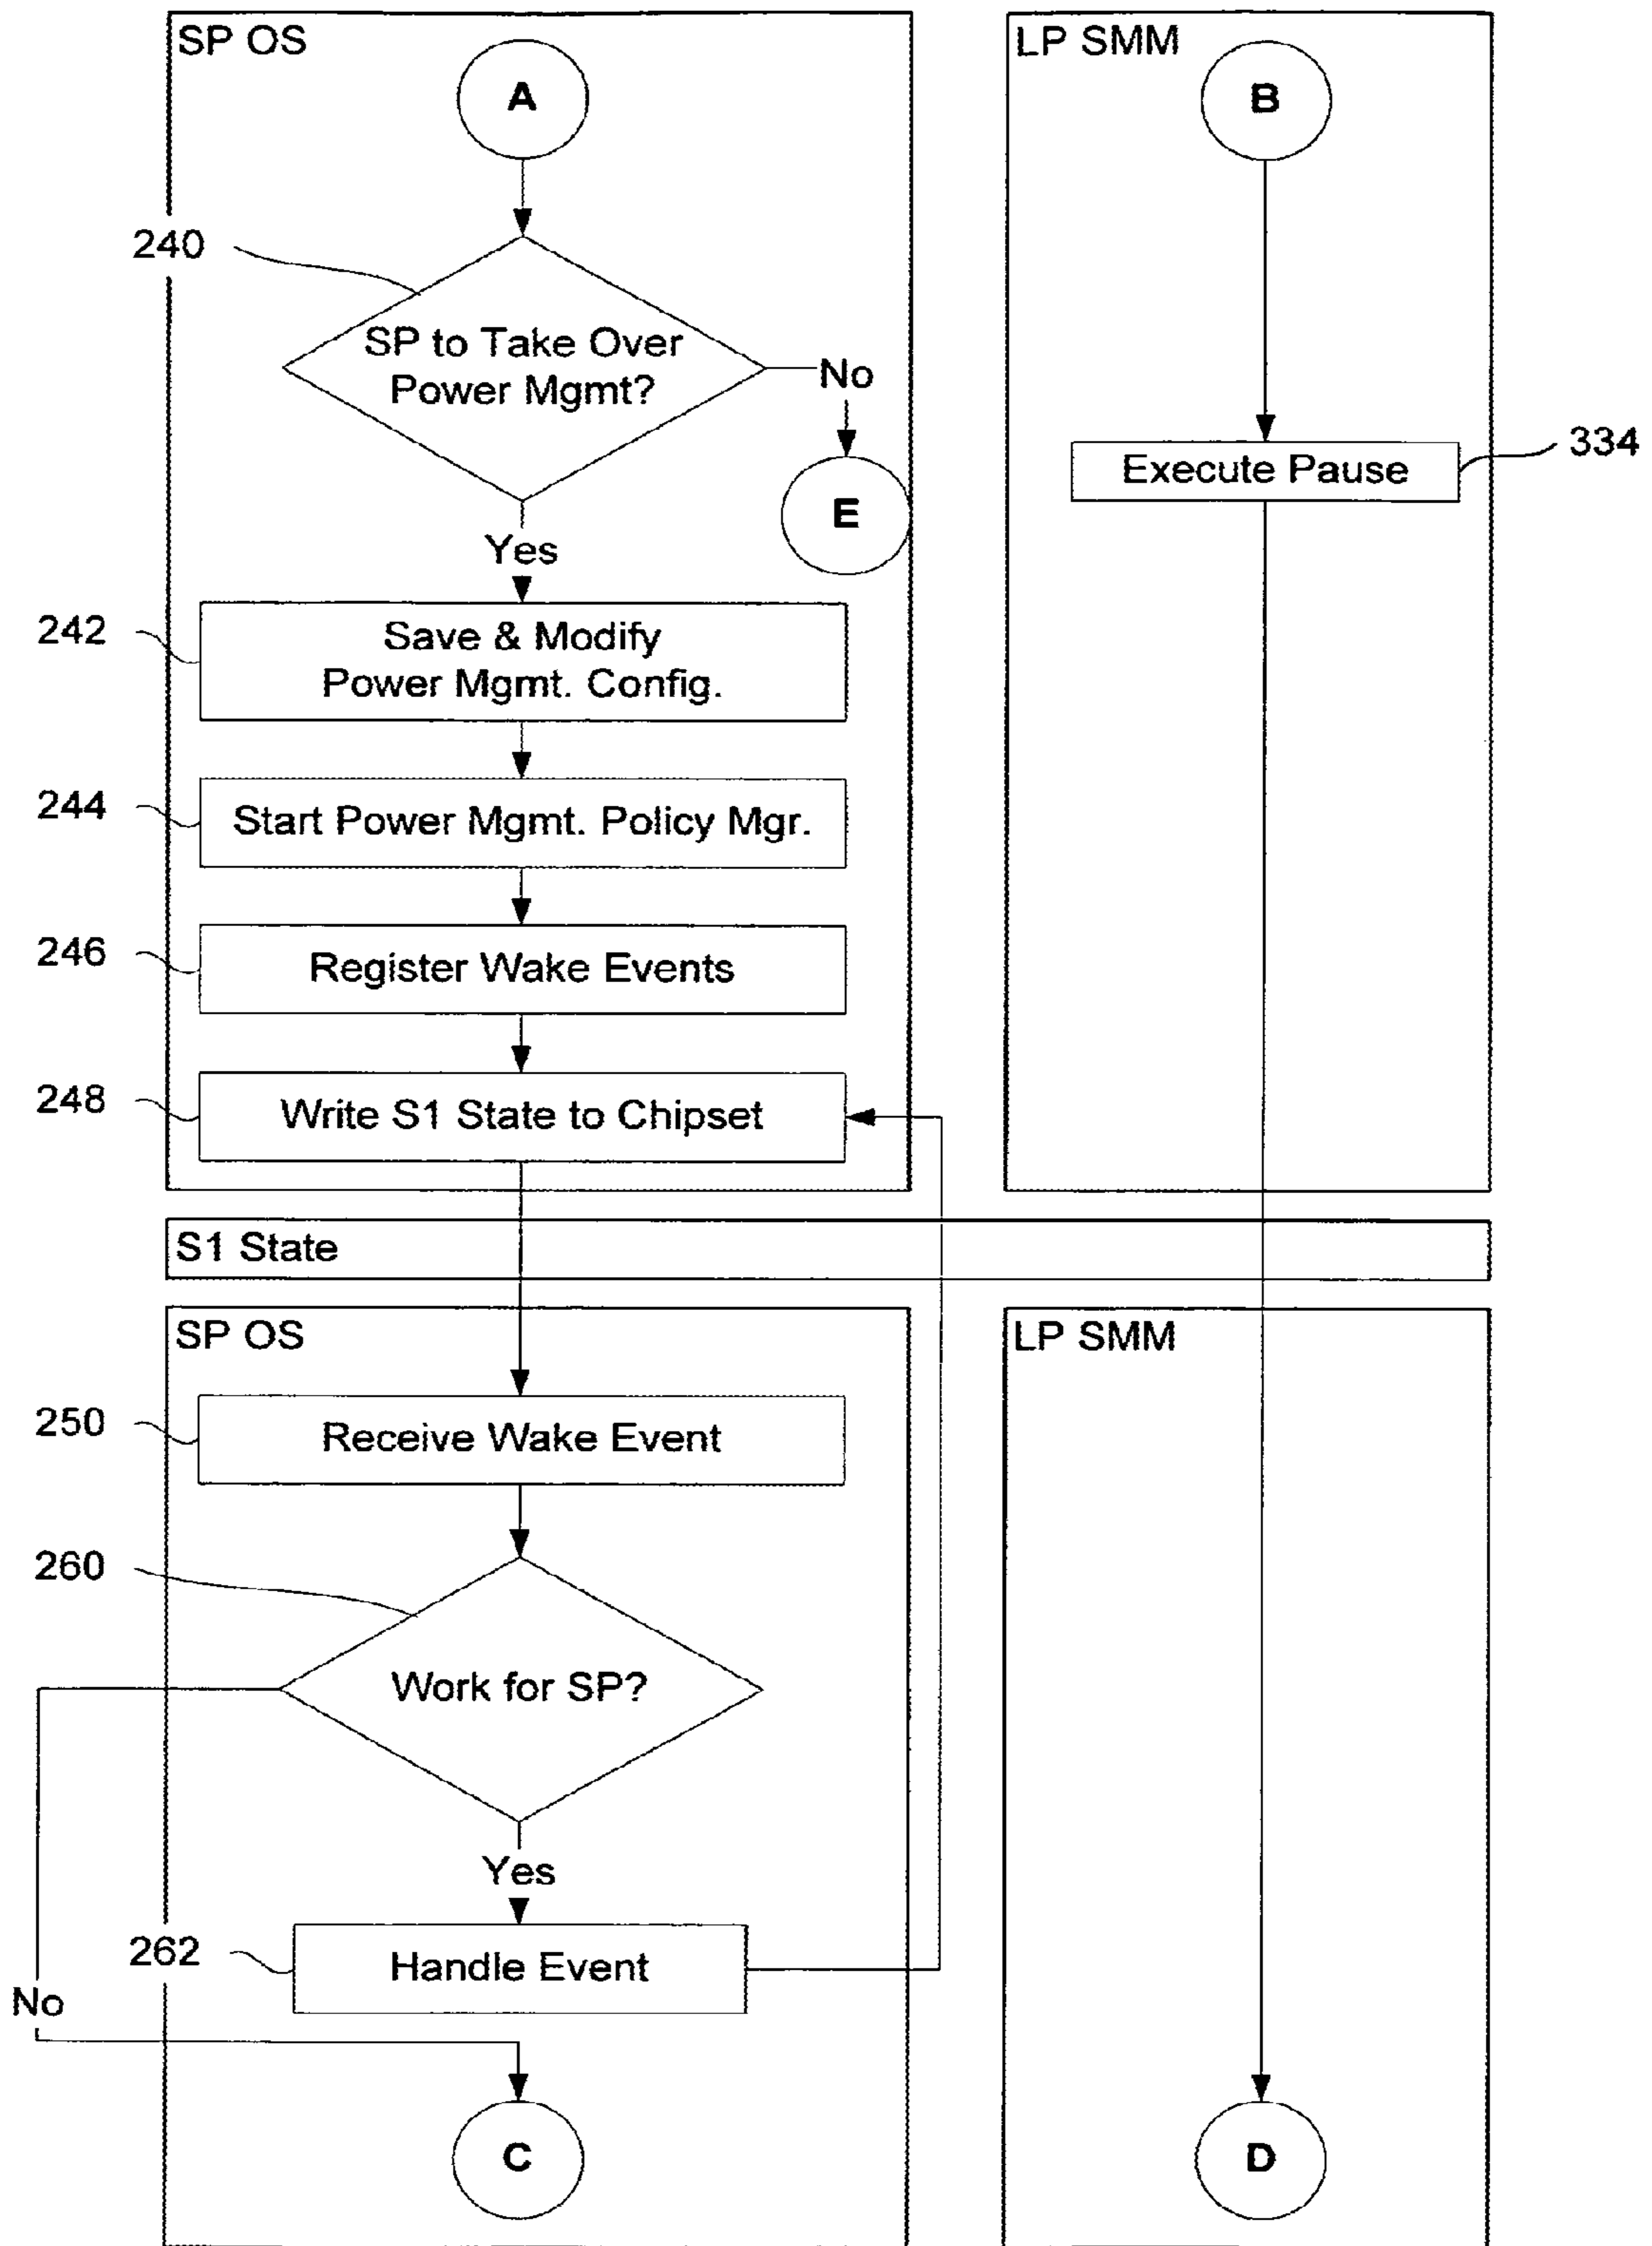 SP OS
LP SMM
A
B
240
SP to Take Over
Power Mgmt?
No
334
Execute Pause
E
Yes
242
Save & Modify
Power Mgmt. Config.
244
Start Power Mgmt. Policy Mgr.
246
Register Wake Events
248
Write S1 State to Chipset
S1 State
SP OS
LP SMM
250
Receive Wake Event
260
Work for SP?
Yes
262
Handle Event
No
C
D